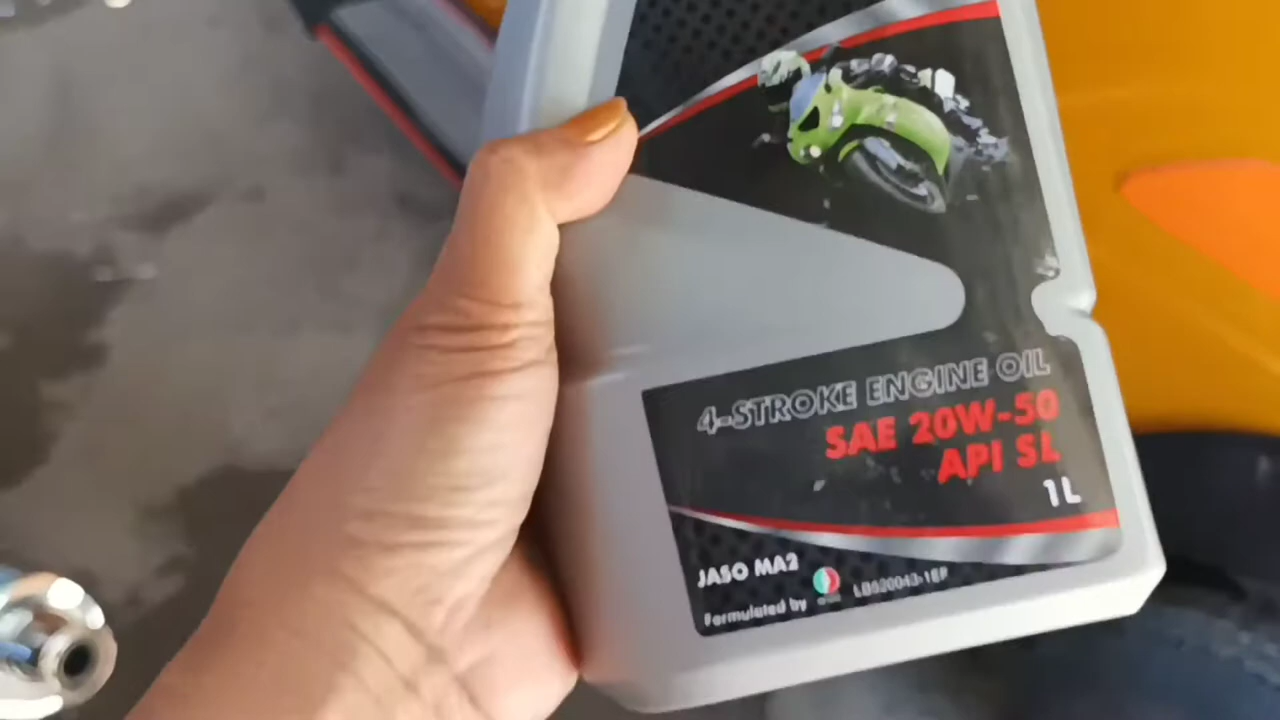 4-STROKE ENGINE OIL
SAE 20W-50
API SL
1L
JASO MA2
Formulated by